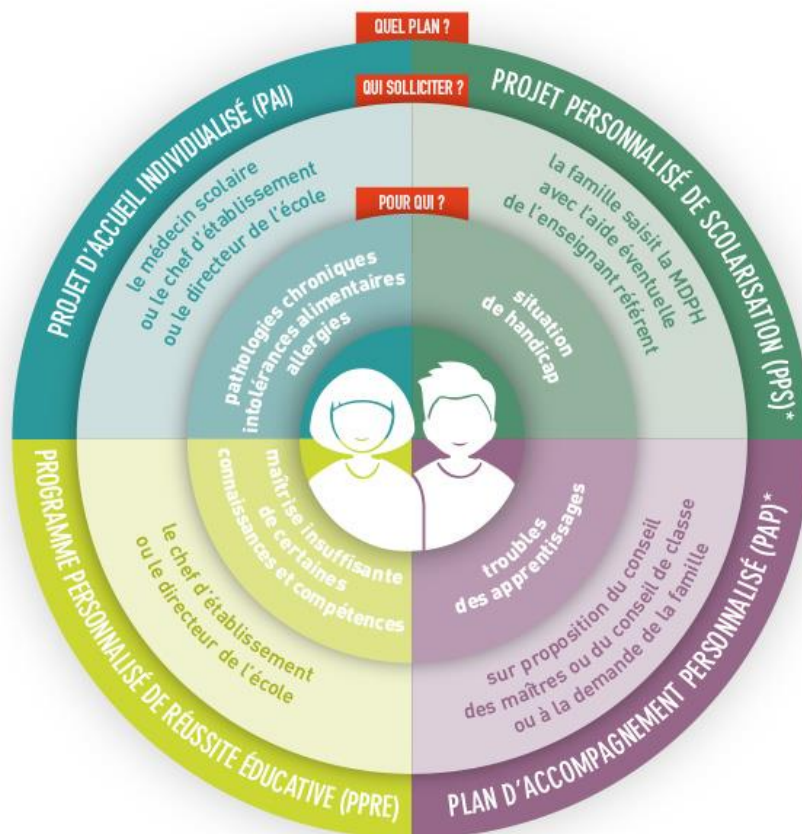 QUEL PLAN ?
QUI SOLLICITER ?
POUR QUI ?
PROJET D'ACCUEIL INDIVIDUALISÉ (PAI)
le médecin scolaire
ou le chef d'établissement
ou le directeur de l'école
pathologies chroniques
intolérances alimentaires
allergies
PROJET PERSONNALISÉ DE SCOLARISATION (PPS)*
la famille saisit la MDPH
avec l'aide éventuelle
de l'enseignant référent
situation
de handicap
PROGRAMME PERSONNALISÉ DE RÉUSSITE ÉDUCATIVE (PPRE)
le chef d'établissement
ou le directeur de l'école
maîtrise insuffisante
de certaines
connaissances et compétences
PLAN D'ACCOMPAGNEMENT PERSONNALISÉ (PAP)*
sur proposition du conseil
des maîtres ou du conseil de classe
ou à la demande de la famille
troubles
des apprentissages